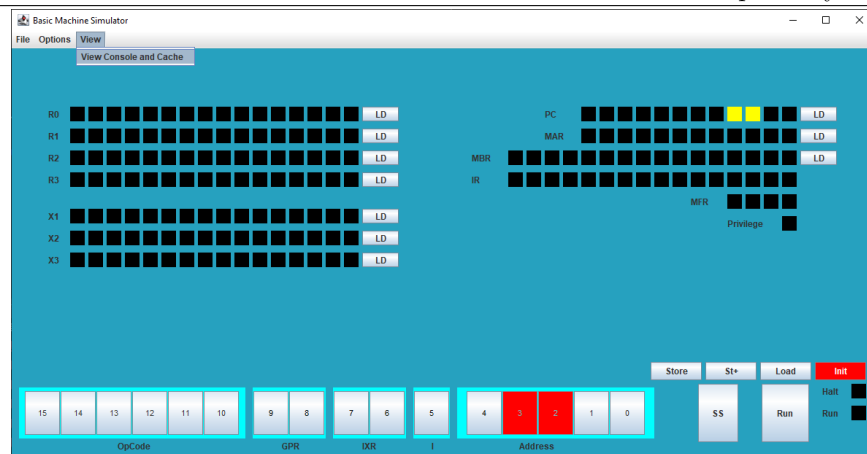 Basic Machine Simulator
File Options View
View Console and Cache
R0 LD PC LD
R1 LD MAR LD
R2 LD MBR LD
R3 LD IR
MFR
X1 LD Privilege
X2 LD
X3 LD
Store St+ Load Init
Halt
15 14 13 12 11 10 9 8 7 6 5 4 3 2 1 0 SS Run Run
OpCode GPR IXR I Address